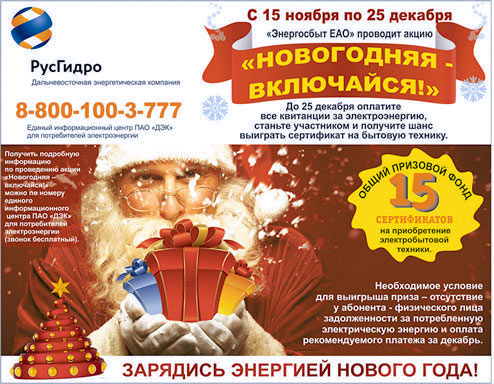 РусГидро
Дальневосточная энергетическая компания
8-800-100-3-777
Единый информационный центр ПАО «ДЭК»
для потребителей электроэнергии
С 15 ноября по 25 декабря
«Энергосбыт ЕАО» проводит акцию
«НОВОГОДНЯЯ -
ВКЛЮЧАЙСЯ!»
До 25 декабря оплатите
все квитанции за электроэнергию,
станьте участником и получите шанс
выиграть сертификат на бытовую технику.
Получить подробную
информацию
по проведению акции
«Новогодняя –
включайся!»
можно по номеру
единого
информационного
центра ПАО «ДЭК»
для потребителей
электроэнергии
(звонок бесплатный).
ОБЩИЙ ПРИЗОВОЙ ФОНД
15
СЕРТИФИКАТОВ
на приобретение
электробытовой
техники.
Необходимое условие
для выигрыша приза – отсутствие
у абонента - физического лица
задолженности за потребленную
электрическую энергию и оплата
рекомендуемого платежа за декабрь.
ЗАРЯДИСЬ ЭНЕРГИЕЙ НОВОГО ГОДА!